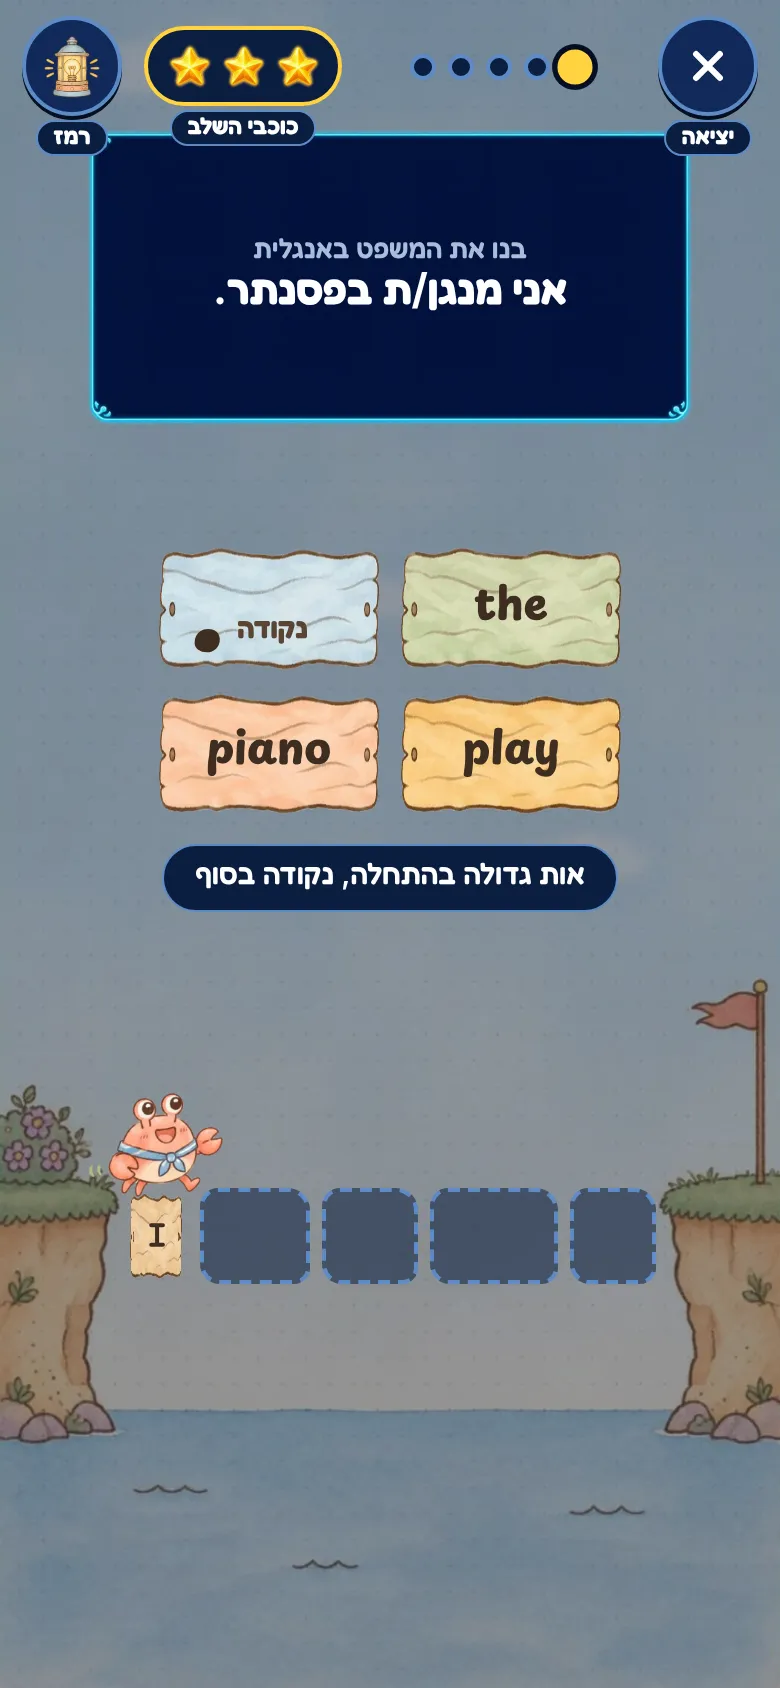 רמז
כוכבי השלב
יציאה
בנו את המשפט באנגלית
אני מנגן/ת בפסנתר.
נקודה .
the
piano
play
אות גדולה בהתחלה, נקודה בסוף
I